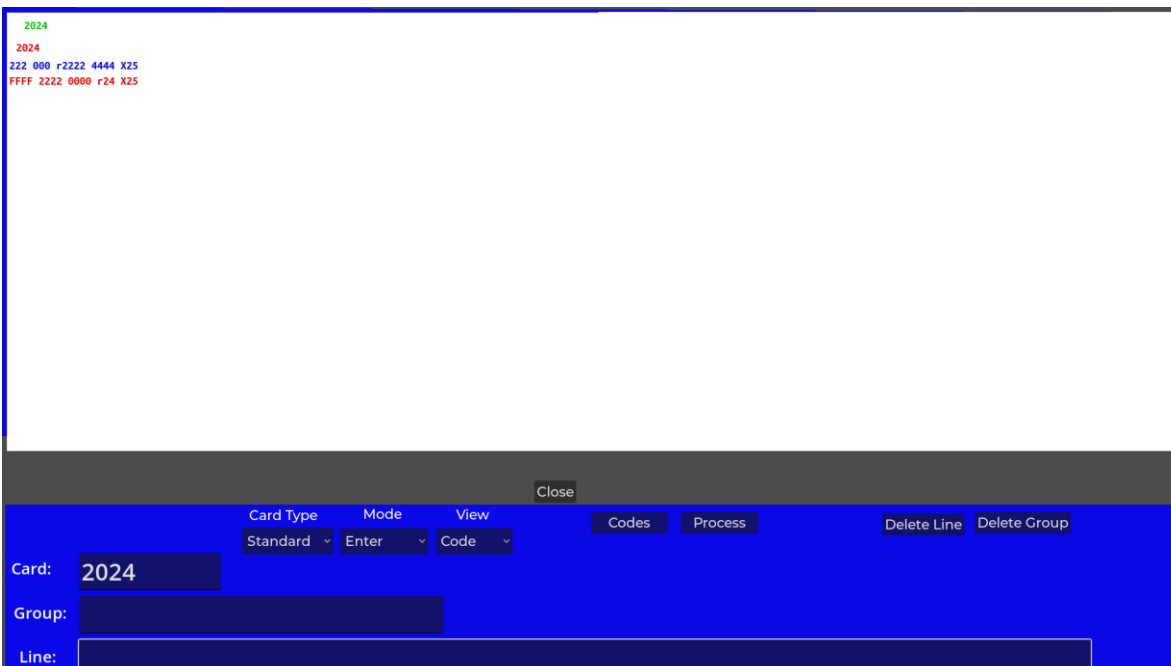 2024
2024
222 000 r2222 4444 X25
FFFF 2222 0000 r24 X25
Close
Card Type Mode View
Codes Process Delete Line Delete Group
Standard Enter Code
Card: 2024
Group:
Line: